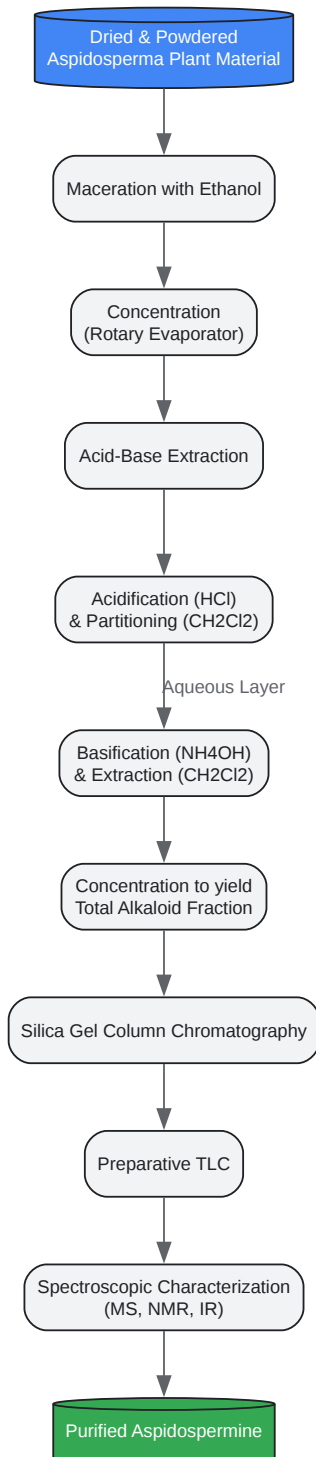 Dried & Powdered
Aspidosperma Plant Material
Maceration with Ethanol
Concentration
(Rotary Evaporator)
Acid-Base Extraction
Acidification (HCl)
& Partitioning (CH2Cl2)
Aqueous Layer
Basification (NH4OH)
& Extraction (CH2Cl2)
Concentration to yield
Total Alkaloid Fraction
Silica Gel Column Chromatography
Preparative TLC
Spectroscopic Characterization
(MS, NMR, IR)
Purified Aspidospermine